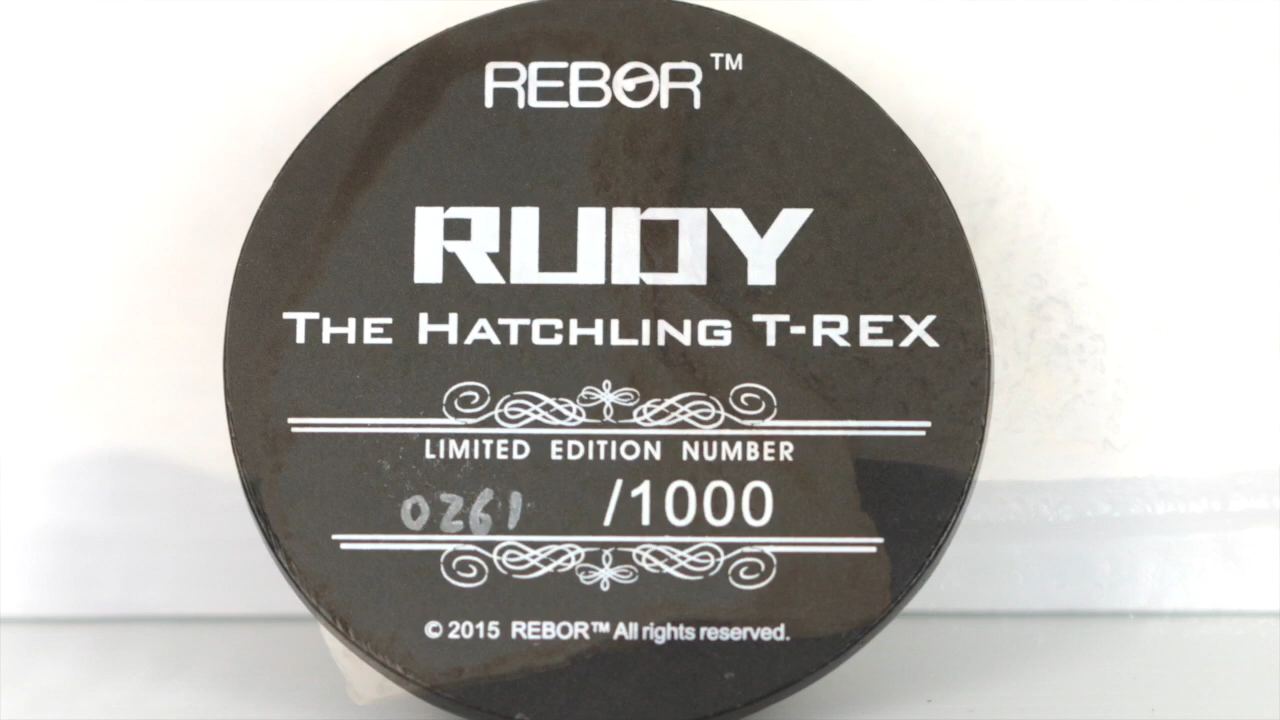 REBOR™
RUDY
THE HATCHLING T-REX
LIMITED EDITION NUMBER
0261 /1000
© 2015 REBOR™ All rights reserved.